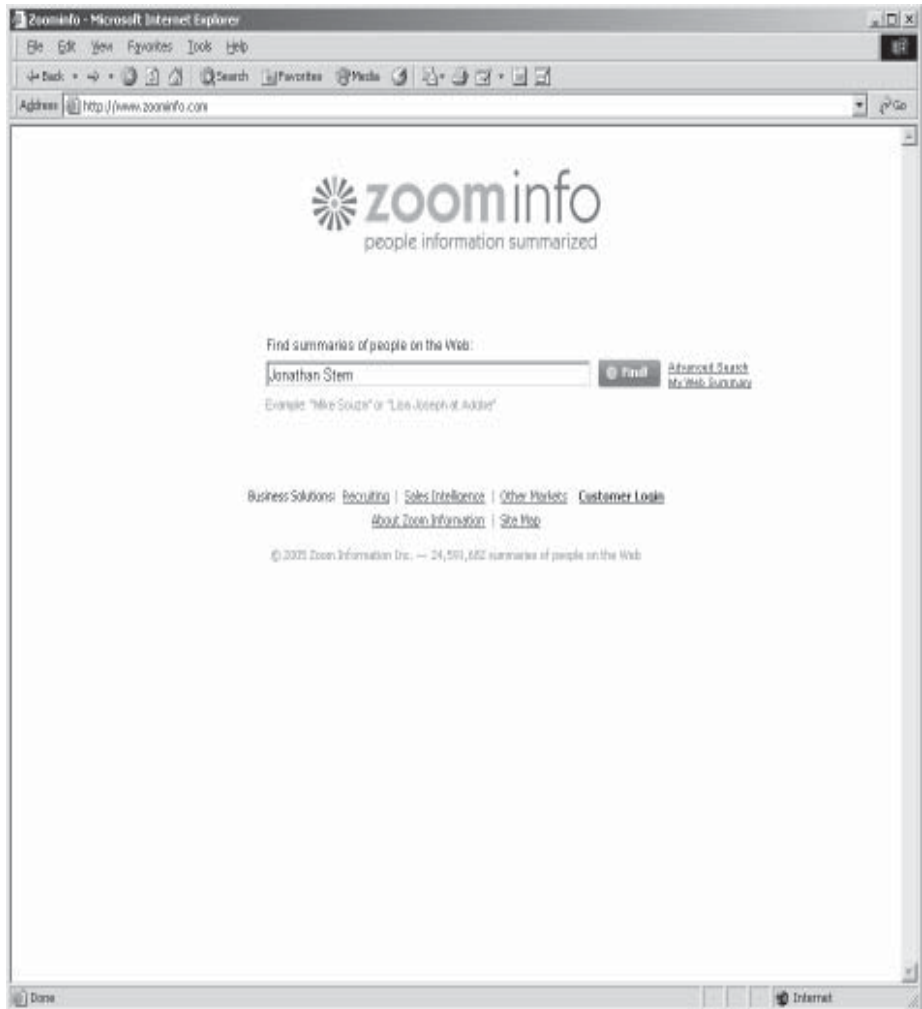 Zoominfo - Microsoft Internet Explorer
File Edit View Favorites Tools Help
Back Search Favorites Media
Address http://www.zoominfo.com Go
zoominfo
people information summarized
Find summaries of people on the Web:
Jonathan Stern Find! Advanced Search
My Web Summary
Example: "Mike Souza" or "Lisa Joseph at Adobe"
Business Solutions: Recruiting | Sales Intelligence | Other Markets Customer Login
About Zoom Information | Site Map
© 2005 Zoom Information Inc. — 24,591,682 summaries of people on the Web
Done Internet